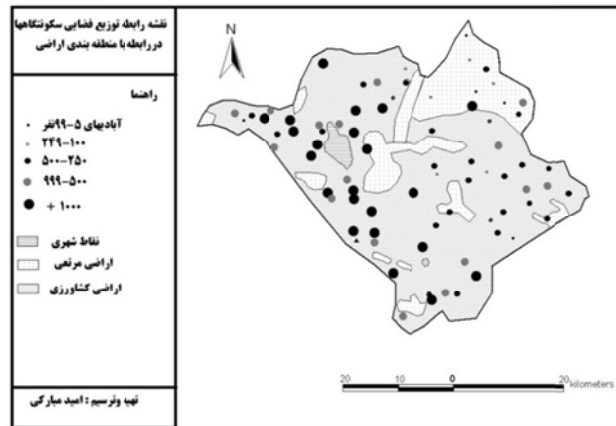 نقشه رابطه توزیع فضایی سکونتگاهها
دررابطه با منطقه بندی اراضی
راهنما
آبادیهای ۵-۹۹نفر
۱۰۰-۲۴۹
۲۵۰-۵۰۰
۵۰۰-۹۹۹
۱۰۰۰ +
نقاط شهری
اراضی مرتعی
اراضی کشاورزی
تهیه وترسیم : امید مبارکی
N
20 10 0 20
kilometers